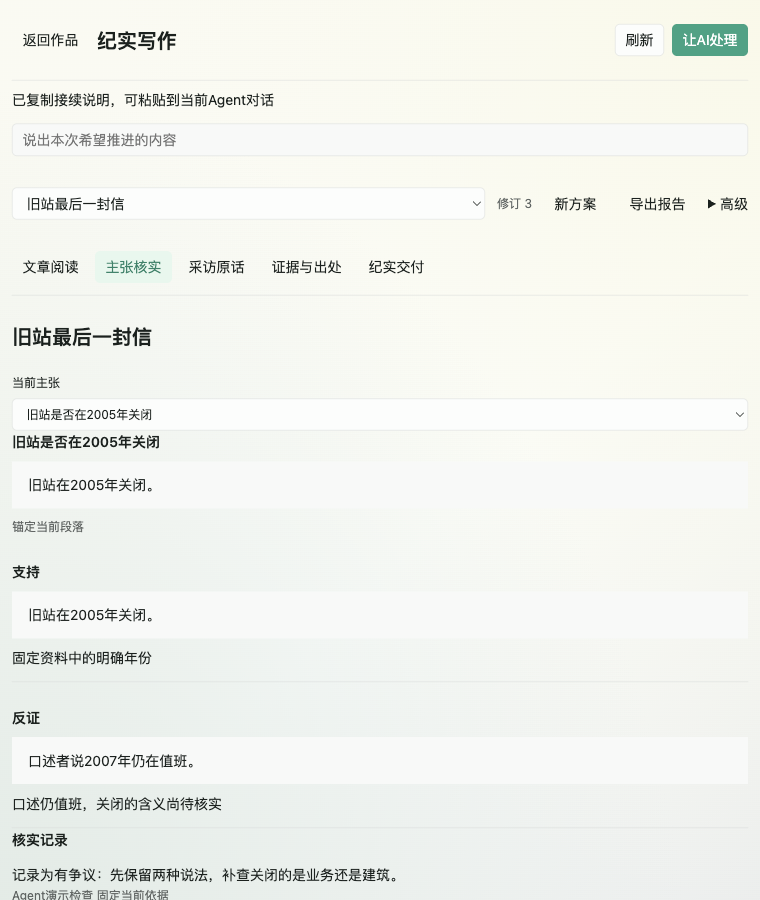 返回作品 纪实写作 刷新 让AI处理
已复制接续说明，可粘贴到当前Agent对话
说出本次希望推进的内容
旧站最后一封信 修订 3 新方案 导出报告 ▶ 高级
文章阅读 主张核实 采访原话 证据与出处 纪实交付
旧站最后一封信
当前主张
旧站是否在2005年关闭
旧站是否在2005年关闭
旧站在2005年关闭。
锚定当前段落
支持
旧站在2005年关闭。
固定资料中的明确年份
反证
口述者说2007年仍在值班。
口述仍值班，关闭的含义尚待核实
核实记录
记录为有争议：先保留两种说法，补查关闭的是业务还是建筑。
Agent演示检查 固定当前依据